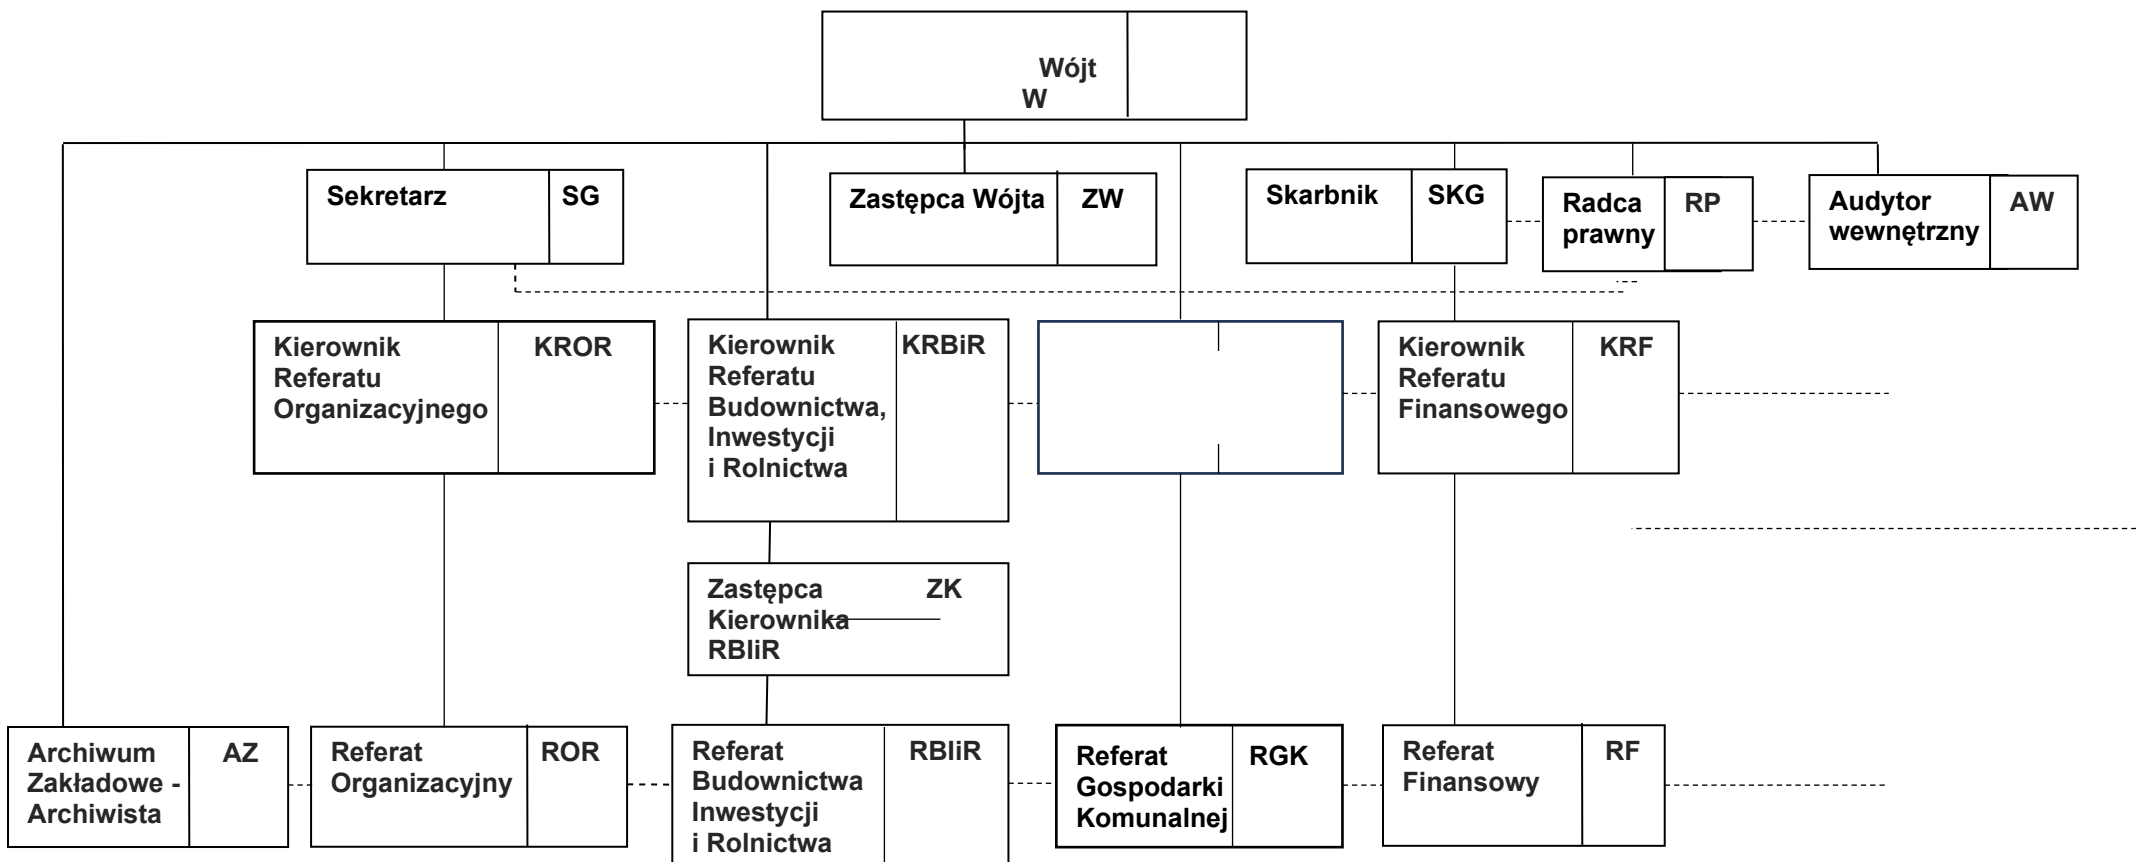 Wójt
W
Sekretarz SG
Zastępca Wójta ZW
Skarbnik SKG
Radca RP
prawny
Audytor AW
wewnętrzny
Kierownik KROR
Referatu
Organizacyjnego
Kierownik KRBiR
Referatu
Budownictwa,
Inwestycji
i Rolnictwa
Kierownik KRF
Referatu
Finansowego
Zastępca ZK
Kierownika
RBIiR
Archiwum AZ
Zakładowe -
Archiwista
Referat ROR
Organizacyjny
Referat RBIiR
Budownictwa
Inwestycji
i Rolnictwa
Referat RGK
Gospodarki
Komunalnej
Referat RF
Finansowy